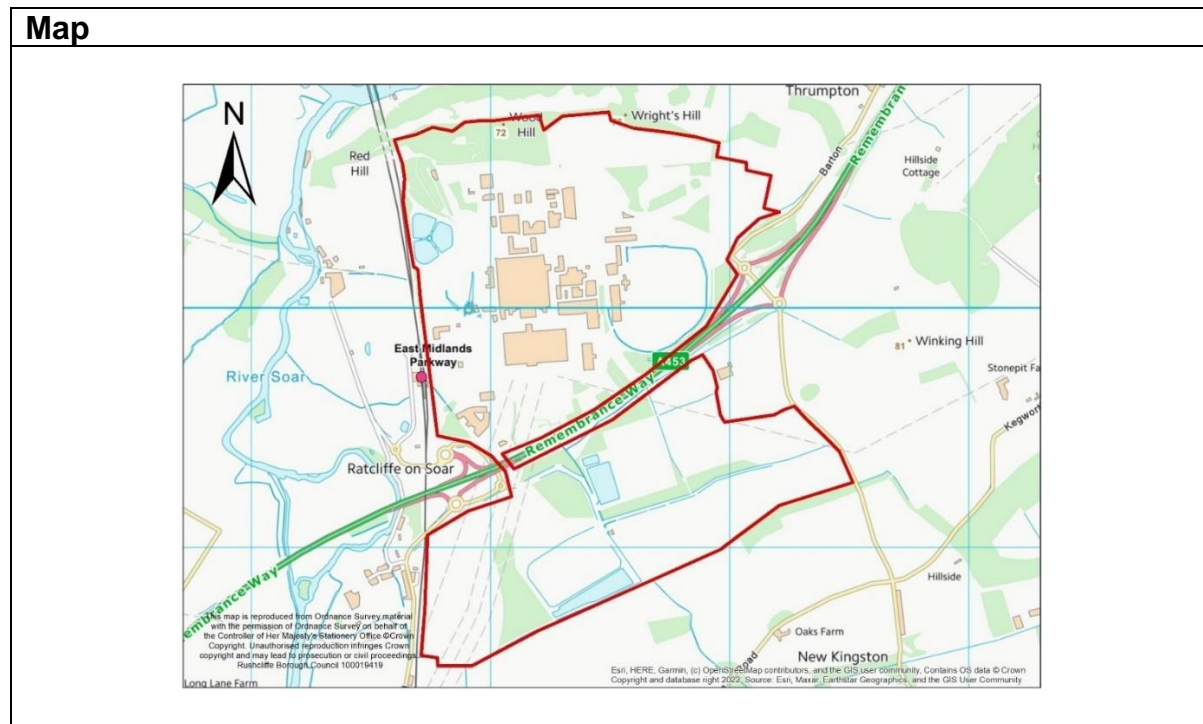 Map
N
Thrumpton
Wright's Hill
Wood
Hill
72
Red
Hill
Barton
Remembran
Hillside
Cottage
East Midlands
Parkway
A453
81
Winking Hill
Stonepit Fa
River Soar
Remembrance Way
Kegwort
Ratcliffe on Soar
Remembrance Way
Hillside
Oaks Farm
New Kingston
Road
Long Lane Farm
This map is reproduced from Ordnance Survey material
with the permission of Ordnance Survey on behalf of
the Controller of Her Majesty's Stationery Office ©Crown
Copyright. Unauthorised reproduction infringes Crown
copyright and may lead to prosecution or civil proceedings
Rushcliffe Borough Council 100019419
Esri, HERE, Garmin, (c) OpenStreetMap contributors, and the GIS user community, Contains OS data © Crown
Copyright and database right 2022, Source: Esri, Maxar, Earthstar Geographics, and the GIS User Community